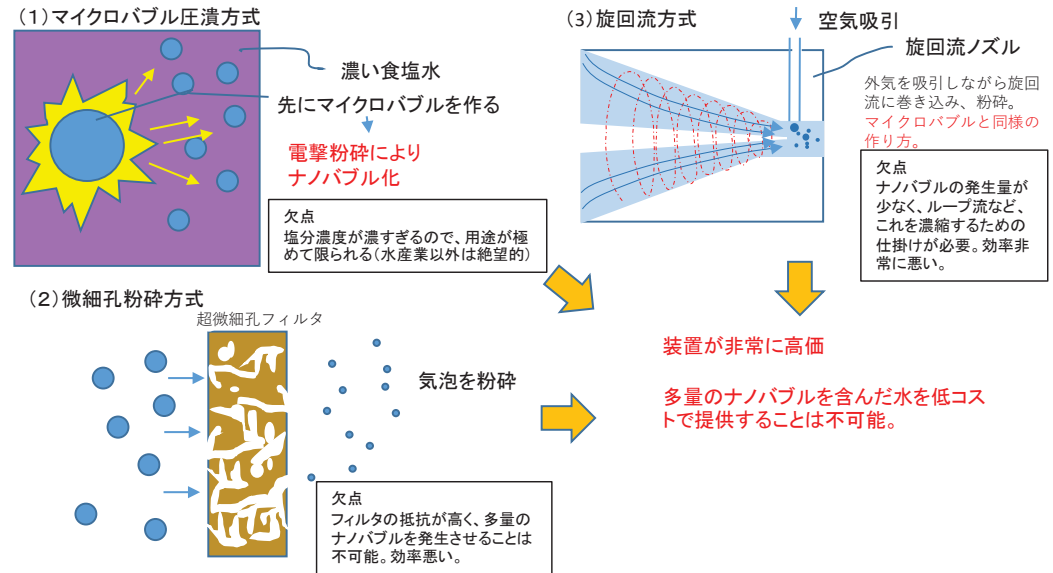 （１）マイクロバブル圧潰方式
濃い食塩水
先にマイクロバブルを作る
電撃粉砕により
ナノバブル化
欠点
塩分濃度が濃すぎるので、用途が極
めて限られる（水産業以外は絶望的）
（２）微細孔粉砕方式
超微細孔フィルタ
気泡を粉砕
欠点
フィルタの抵抗が高く、多量の
ナノバブルを発生させることは
不可能。効率悪い。
（3）旋回流方式
空気吸引
旋回流ノズル
外気を吸引しながら旋回
流に巻き込み、粉砕。
マイクロバブルと同様の
作り方。
欠点
ナノバブルの発生量が
少なく、ループ流など、
これを濃縮するための
仕掛けが必要。効率非
常に悪い。
装置が非常に高価
多量のナノバブルを含んだ水を低コス
トで提供することは不可能。